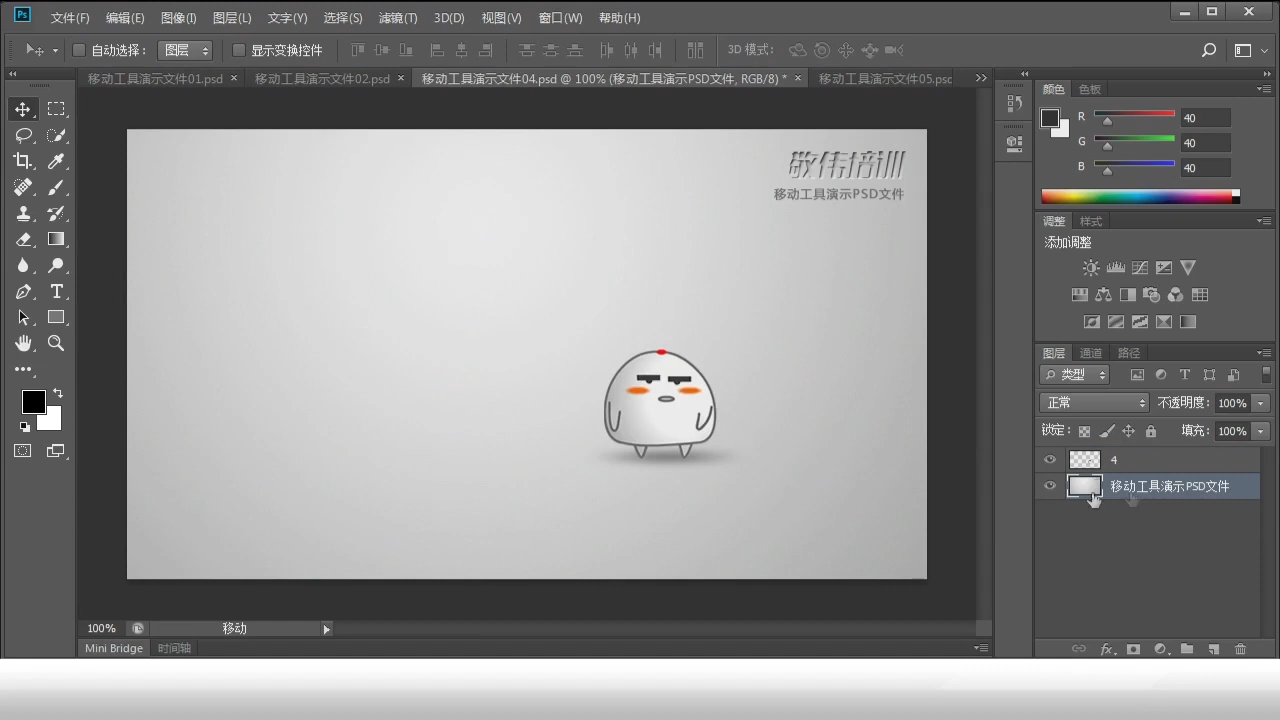 Ps 文件(F) 编辑(E) 图像(I) 图层(L) 文字(Y) 选择(S) 滤镜(T) 3D(D) 视图(V) 窗口(W) 帮助(H)
自动选择: 图层 显示变换控件 3D 模式:
移动工具演示文件01.psd × 移动工具演示文件02.psd × 移动工具演示文件04.psd @ 100% (移动工具演示PSD文件, RGB/8) * × 移动工具演示文件05.psd
颜色 色板
R 40
G 40
B 40
敬伟培训
移动工具演示PSD文件
调整 样式
添加调整
图层 通道 路径
类型
正常 不透明度: 100%
锁定: 填充: 100%
4
移动工具演示PSD文件
100% 移动
Mini Bridge 时间轴